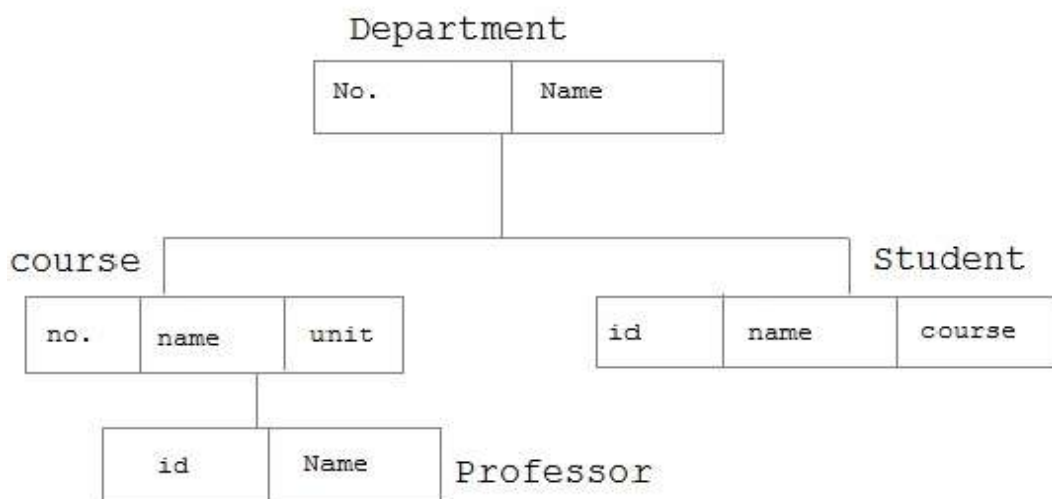 Department
No. Name
course
Student
no. name unit
id name course
id Name
Professor